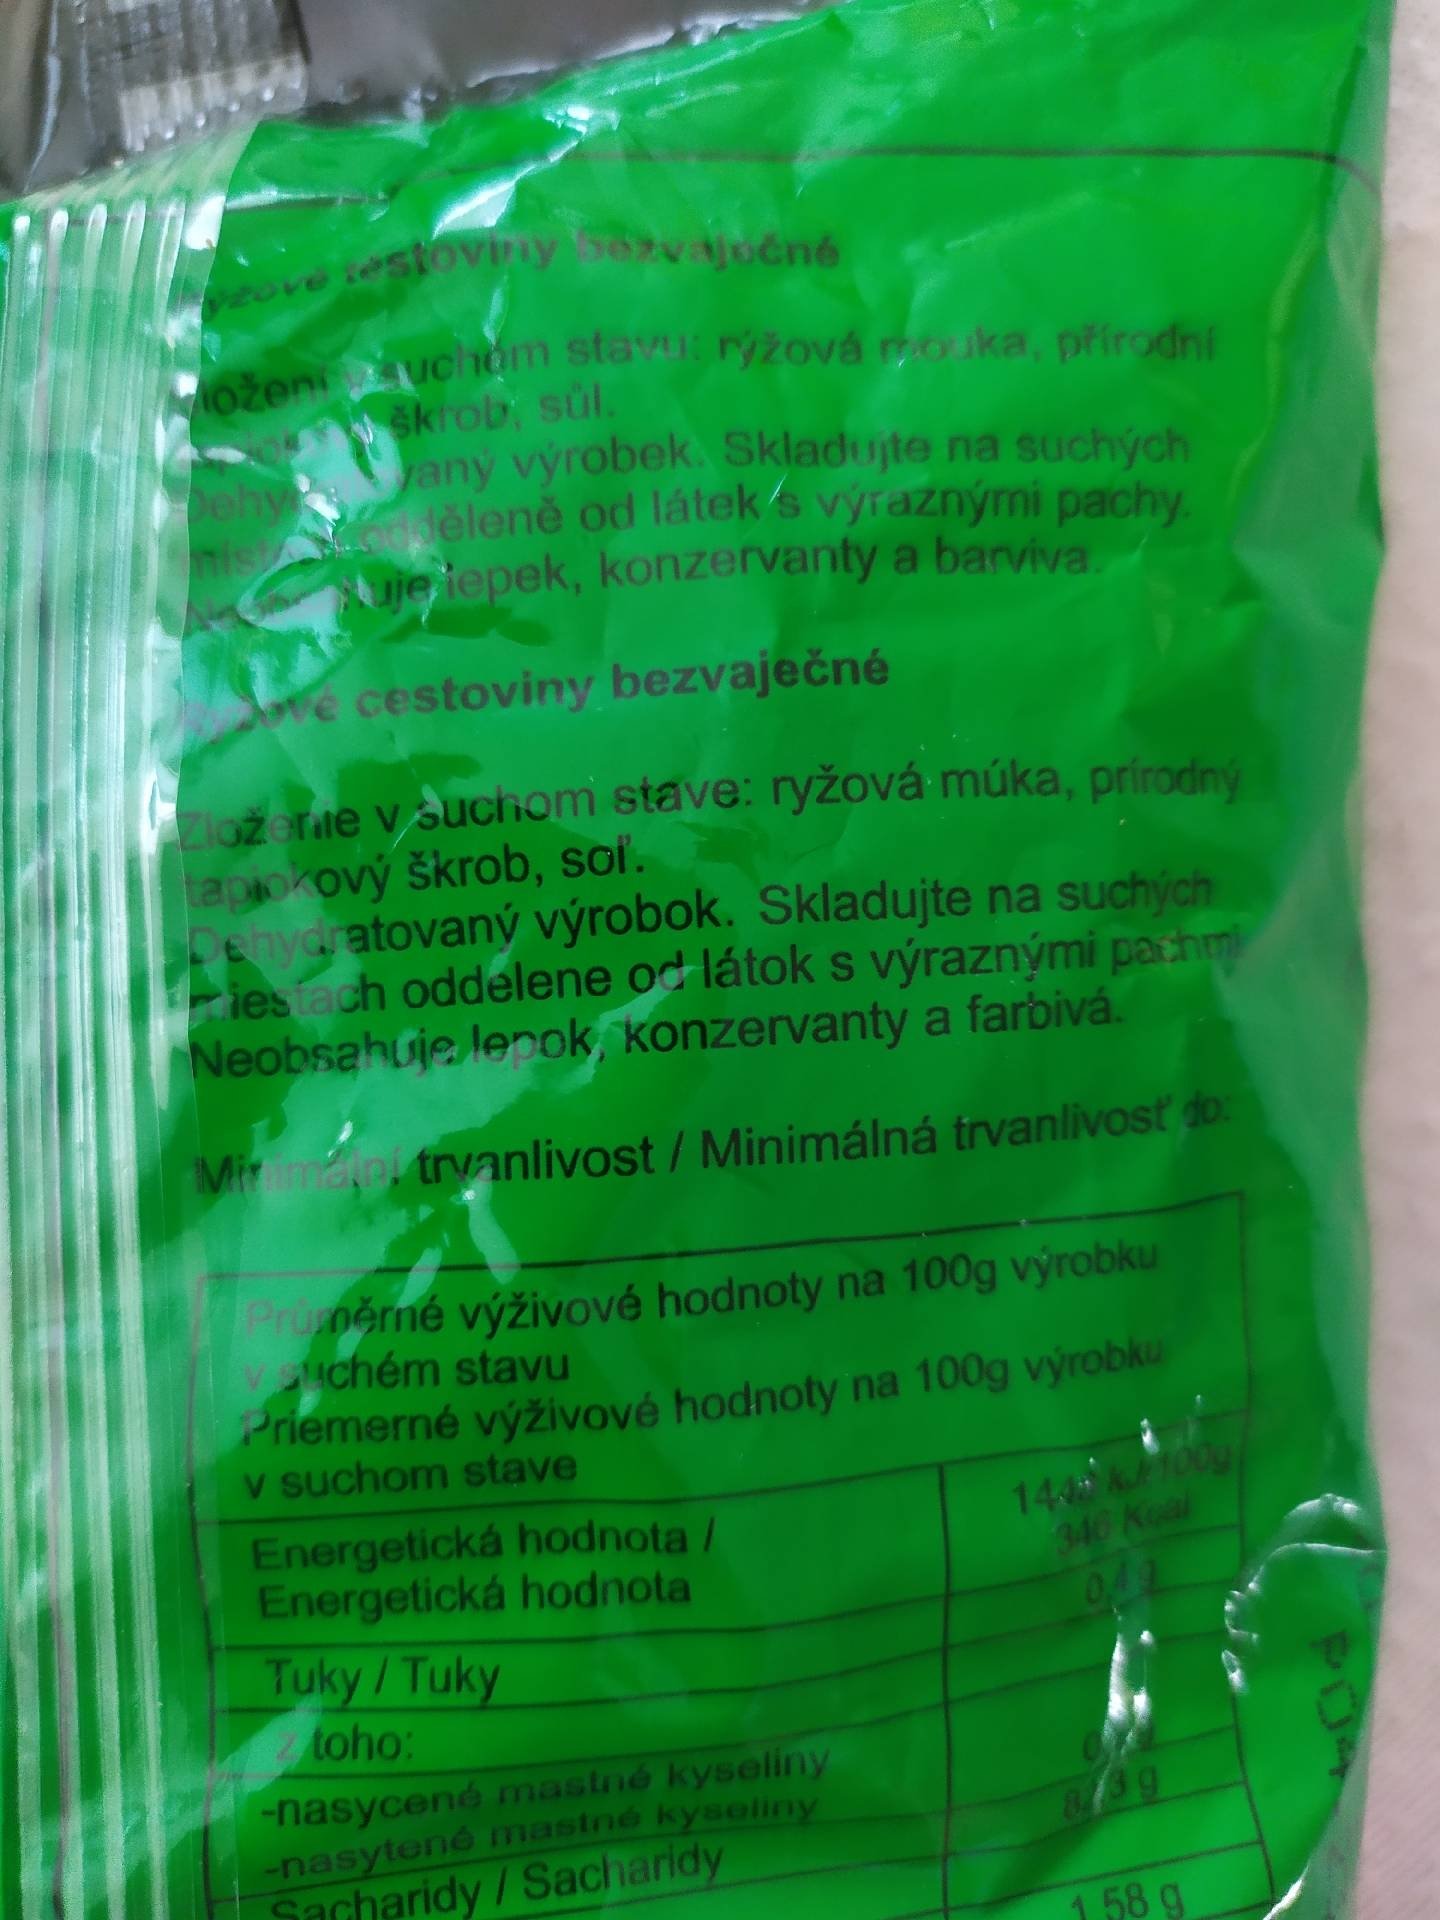 testoviny bezvaječné
suchém stavu: rýžová mouka, přírodní
škrob, sůl.
výrobek. Skladujte na suchých
odděleně od látek s výraznými pachy.
lepek, konzervanty a barviva.
cestoviny bezvaječné
Zloženie v suchom stave: ryžová múka, prírodný
tapiokový škrob, soľ.
Dehydratovaný výrobok. Skladujte na suchých
miestach oddelene od látok s výraznými pachmi
Neobsahuje lepok, konzervanty a farbivá.
Minimální trvanlivost / Minimálná trvanlivosť do:
Průměrné výživové hodnoty na 100g výrobku
v suchém stavu
Priemerné výživové hodnoty na 100g výrobku
v suchom stave
Energetická hodnota /
Energetická hodnota
346 Kcal
Tuky / Tuky
0,4 g
z toho:
-nasycené mastné kyseliny
-nasytené mastné kyseliny
Sacharidy / Sacharidy
1,58 g